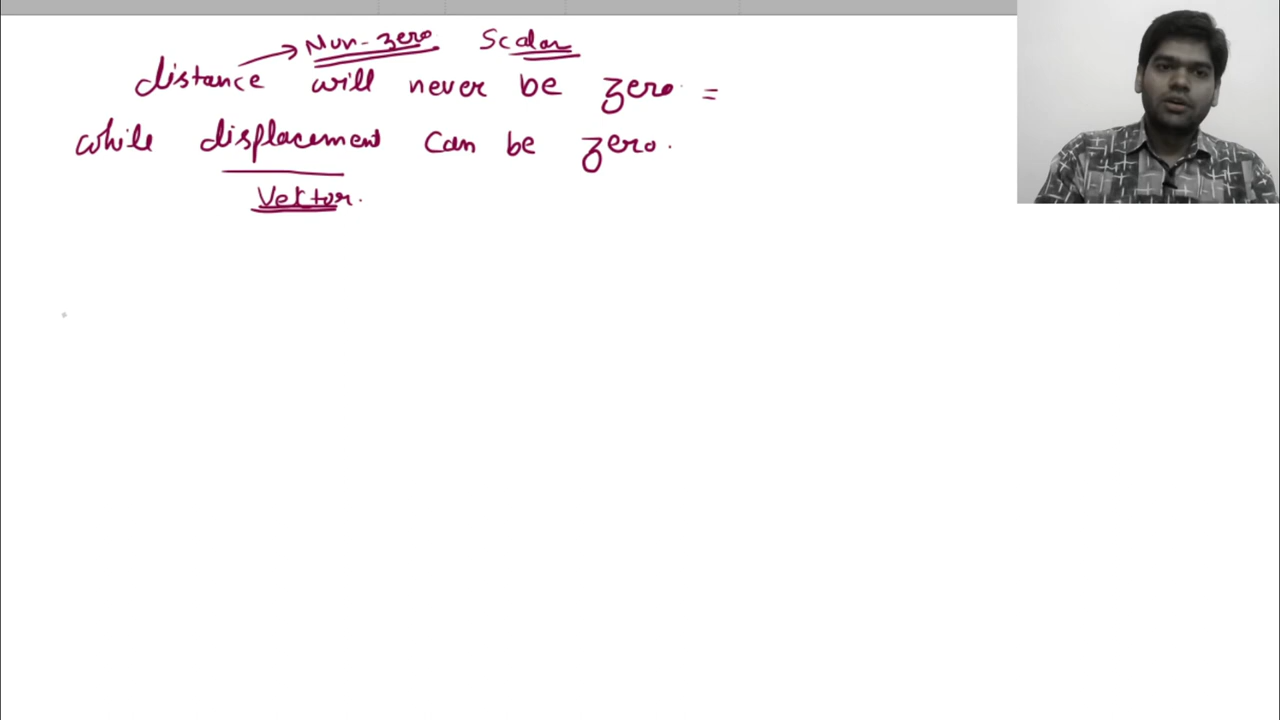 Non-zero Scalar
distance will never be zero. =
while displacement can be zero.
Vector.